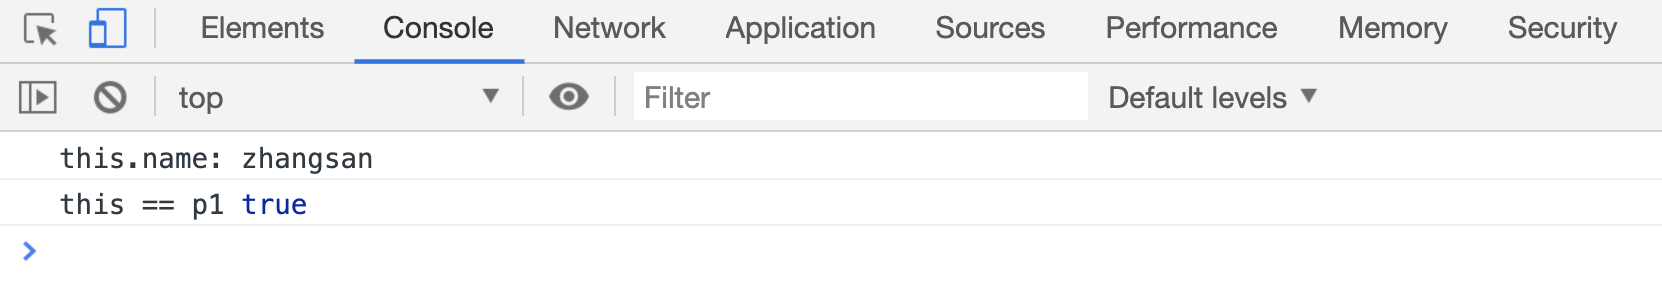 Elements Console Network Application Sources Performance Memory Security
top Filter Default levels
this.name: zhangsan
this == p1 true